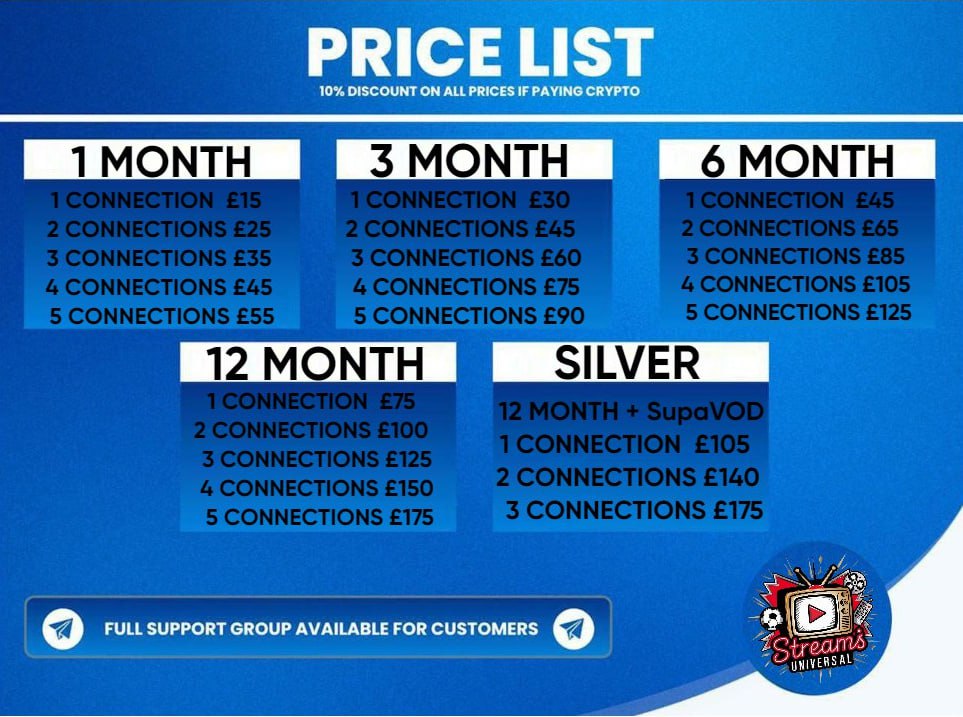 PRICE LIST
10% DISCOUNT ON ALL PRICES IF PAYING CRYPTO
1 MONTH
1 CONNECTION £15
2 CONNECTIONS £25
3 CONNECTIONS £35
4 CONNECTIONS £45
5 CONNECTIONS £55
3 MONTH
1 CONNECTION £30
2 CONNECTIONS £45
3 CONNECTIONS £60
4 CONNECTIONS £75
5 CONNECTIONS £90
6 MONTH
1 CONNECTION £45
2 CONNECTIONS £65
3 CONNECTIONS £85
4 CONNECTIONS £105
5 CONNECTIONS £125
12 MONTH
1 CONNECTION £75
2 CONNECTIONS £100
3 CONNECTIONS £125
4 CONNECTIONS £150
5 CONNECTIONS £175
SILVER
12 MONTH + SupaVOD
1 CONNECTION £105
2 CONNECTIONS £140
3 CONNECTIONS £175
FULL SUPPORT GROUP AVAILABLE FOR CUSTOMERS
Streams
UNIVERSAL